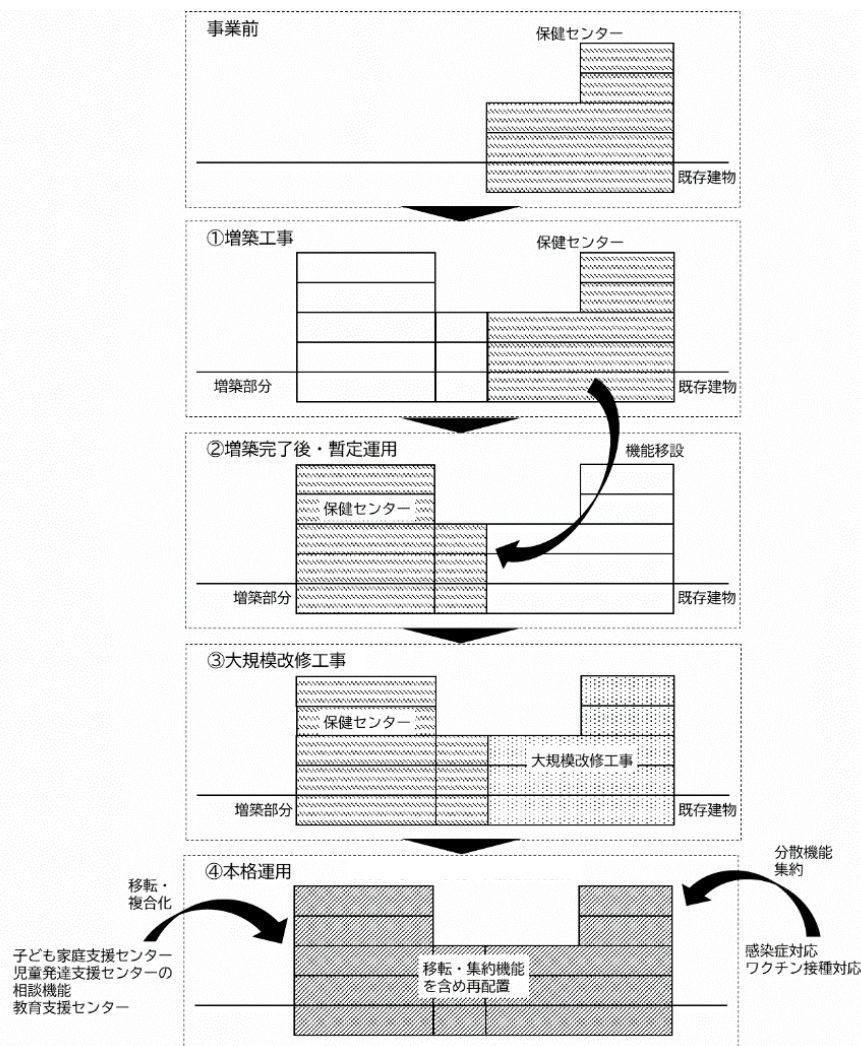 事業前
保健センター
既存建物
①増築工事
保健センター
増築部分
既存建物
②増築完了後・暫定運用
機能移設
保健センター
増築部分
既存建物
③大規模改修工事
保健センター
大規模改修工事
増築部分
既存建物
④本格運用
分散機能
集約
移転・
複合化
子ども家庭支援センター
児童発達支援センターの
相談機能
教育支援センター
移転・集約機能
を含め再配置
感染症対応
ワクチン接種対応